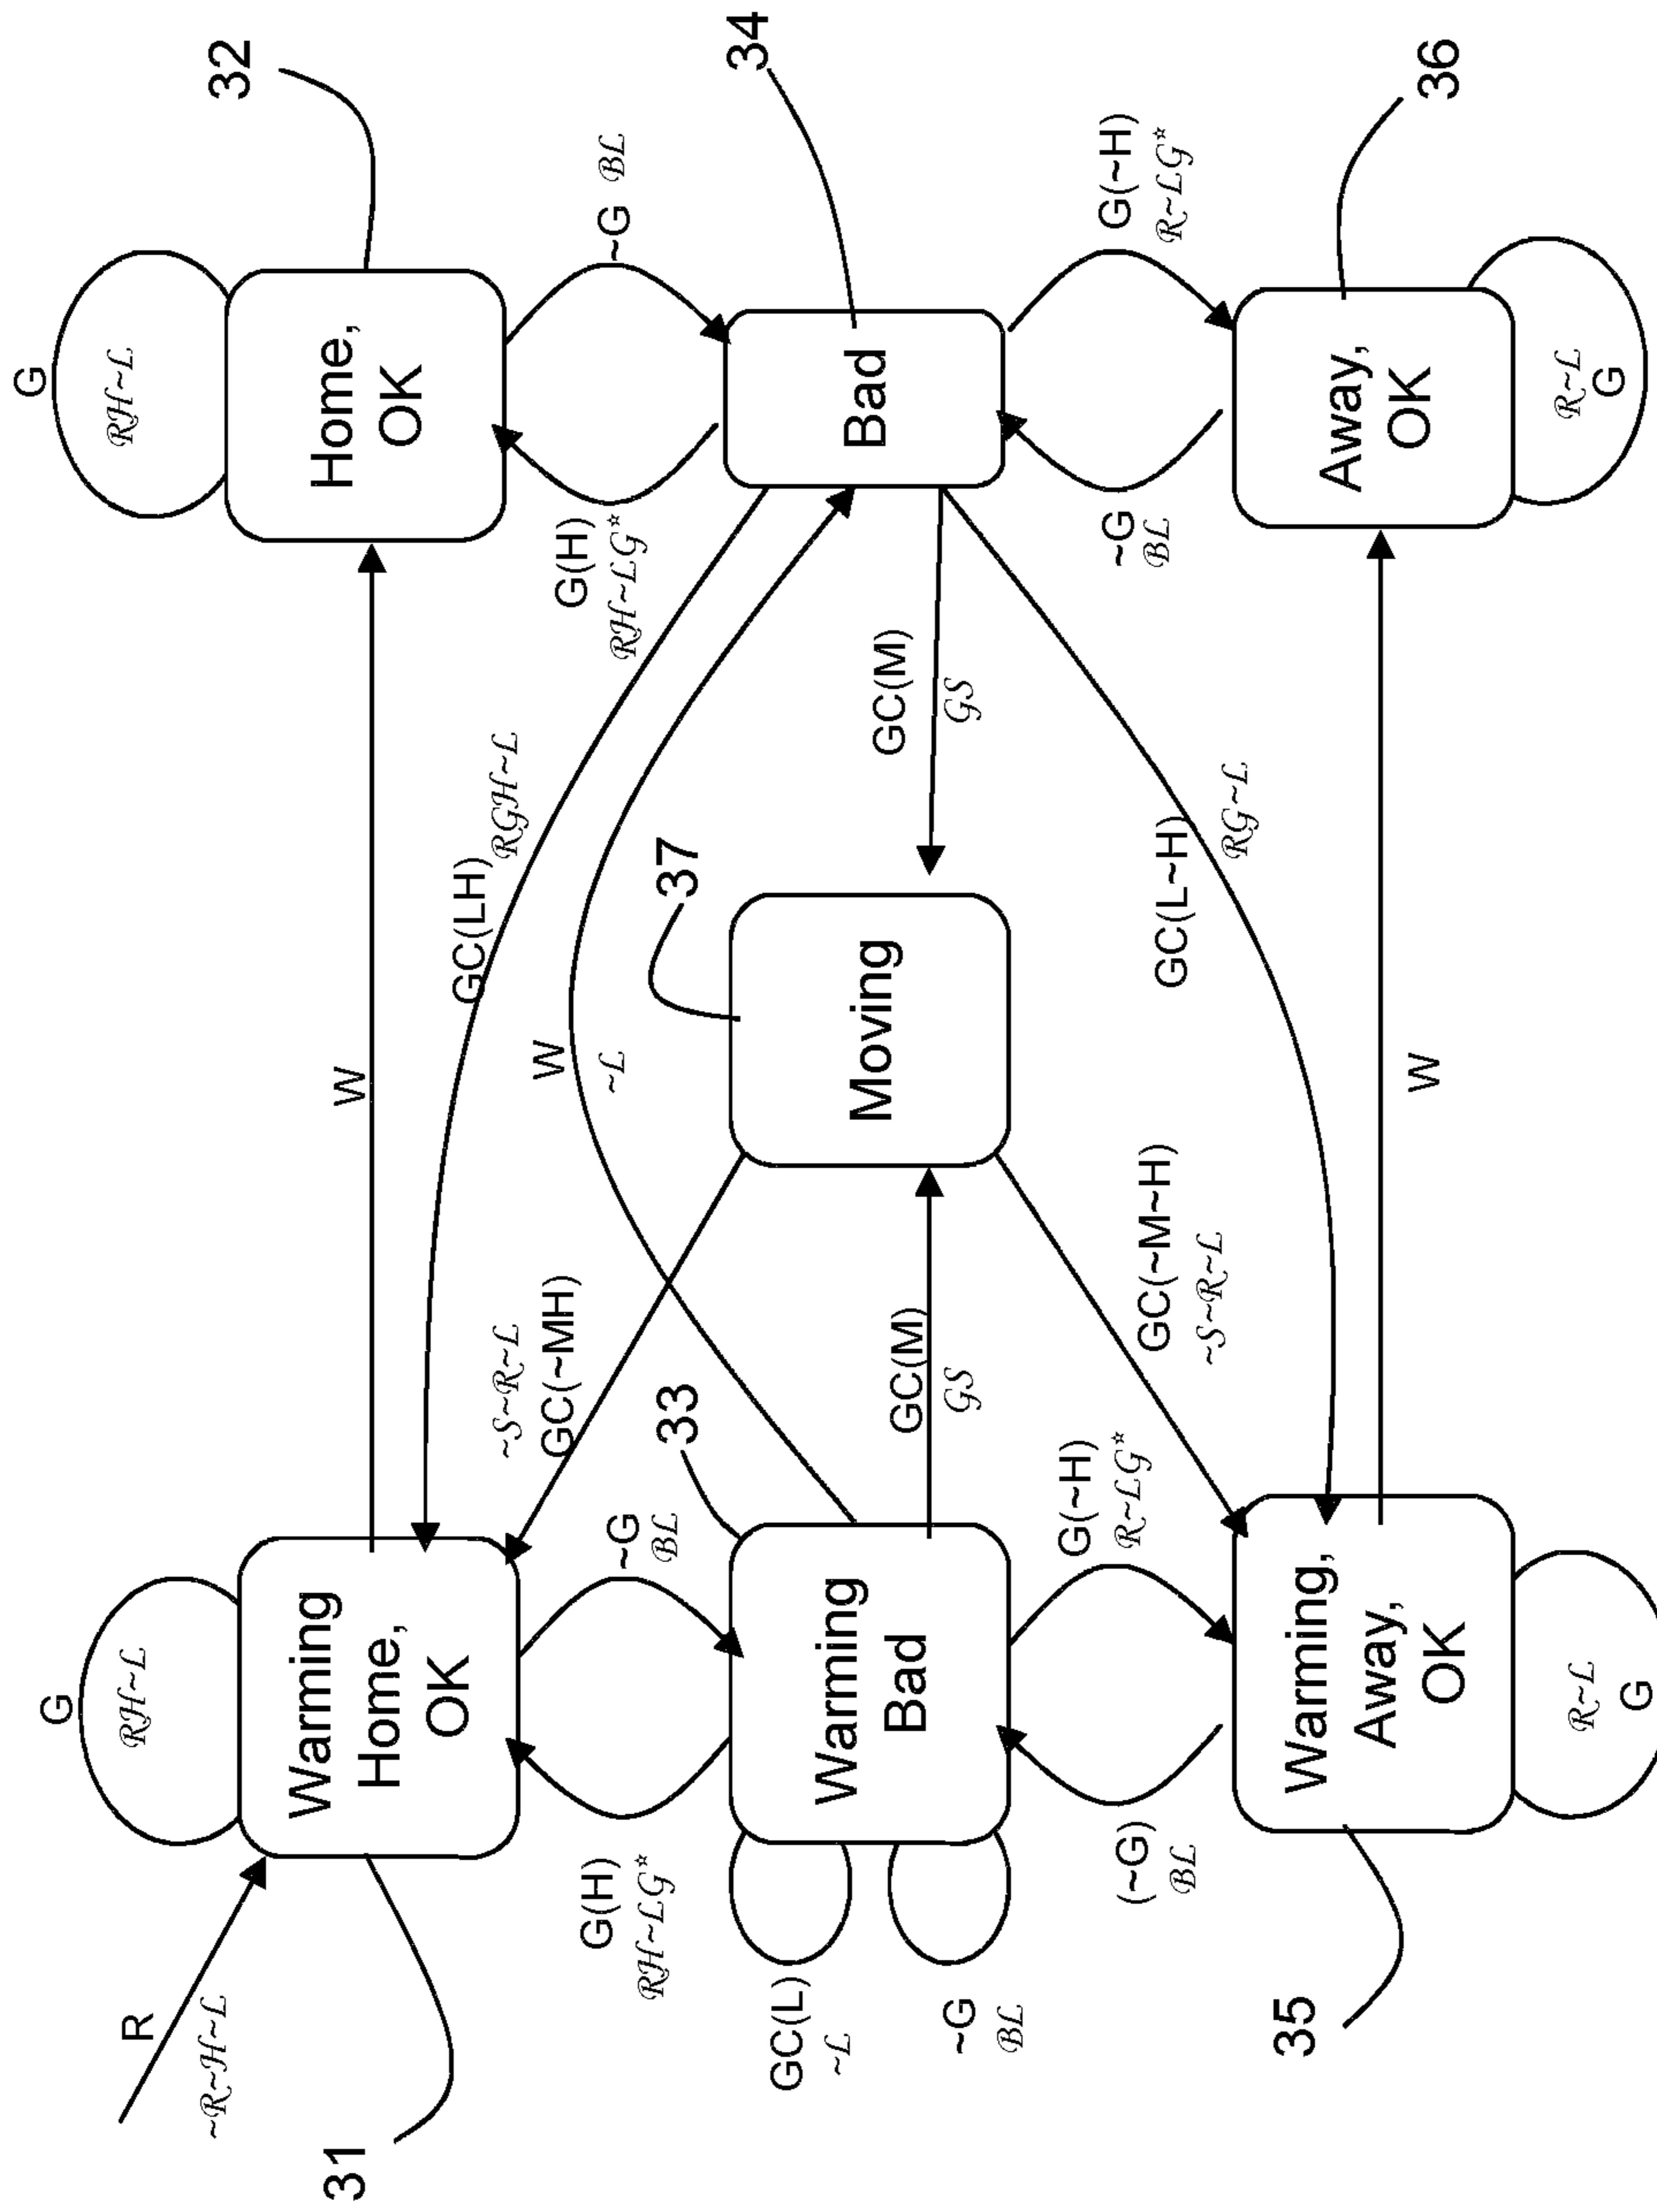 G
32
G
RH~L
Home,
OK
W
R
~R~H~L
31
G
RH~L
Warming
Home,
OK
~G BL
G(H)
RH~LG*
GC(LH)
RGH~L
W
~L
~S~R~L
GC(~MH)
~G
BL
G(H)
RH~LG*
33
37
34
GC(L)
~L
~G
BL
Warming
Bad
GC(M)
GS
Moving
GC(M)
GS
Bad
(~G)
BL
G(~H)
R~LG*
GC(~M~H)
~S~R~L
GC(L~H)
RG~L
~G
BL
G(~H)
R~LG*
35
Warming,
Away,
OK
W
Away,
OK
36
R~L
G
R~L
G